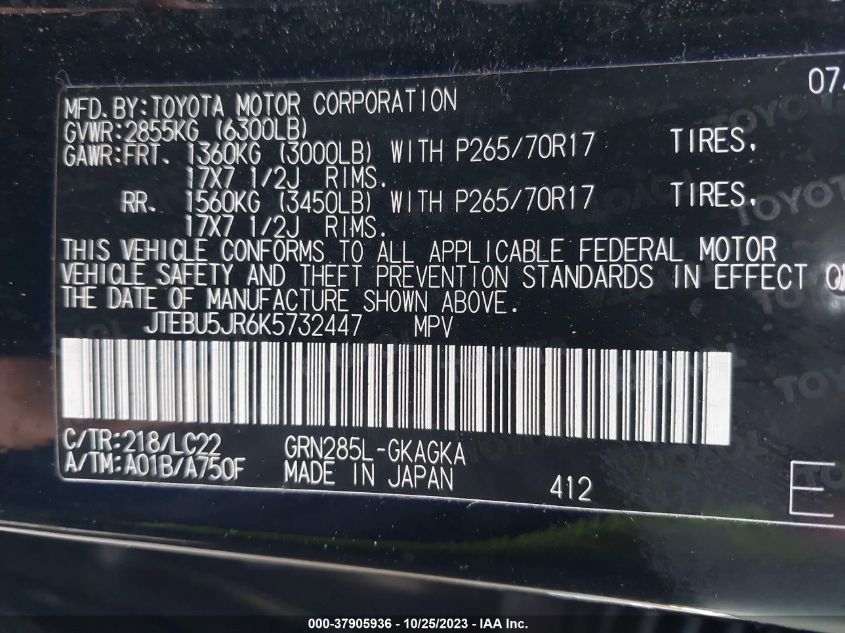 07
MFD.BY:TOYOTA MOTOR CORPORATION
GVWR:2855KG (6300LB)
GAWR:FRT. 1360KG (3000LB) WITH P265/70R17 TIRES.
17X7 1/2J RIMS.
RR. 1560KG (3450LB) WITH P265/70R17 TIRES.
17X7 1/2J RIMS.
THIS VEHICLE CONFORMS TO ALL APPLICABLE FEDERAL MOTOR
VEHICLE SAFETY AND THEFT PREVENTION STANDARDS IN EFFECT
THE DATE OF MANUFACTURE SHOWN ABOVE.
JTEBU5JR6K5732447 MPV
C/TR:218/LC22 GRN285L-GKAGKA
A/TM:A01B/A750F MADE IN JAPAN 412
E
000-37905936 - 10/25/2023 - IAA Inc.